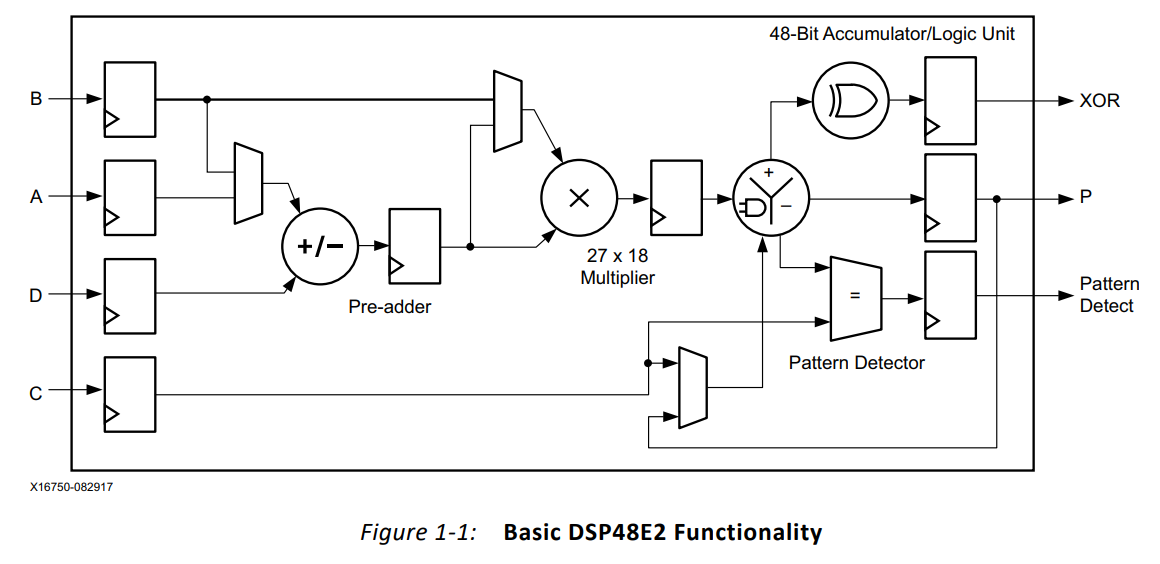 48-Bit Accumulator/Logic Unit
B
XOR
A
+
P
+/−
×
−
27 x 18
Multiplier
D
Pre-adder
=
Pattern
Detect
Pattern Detector
C
X16750-082917
Figure 1-1: Basic DSP48E2 Functionality